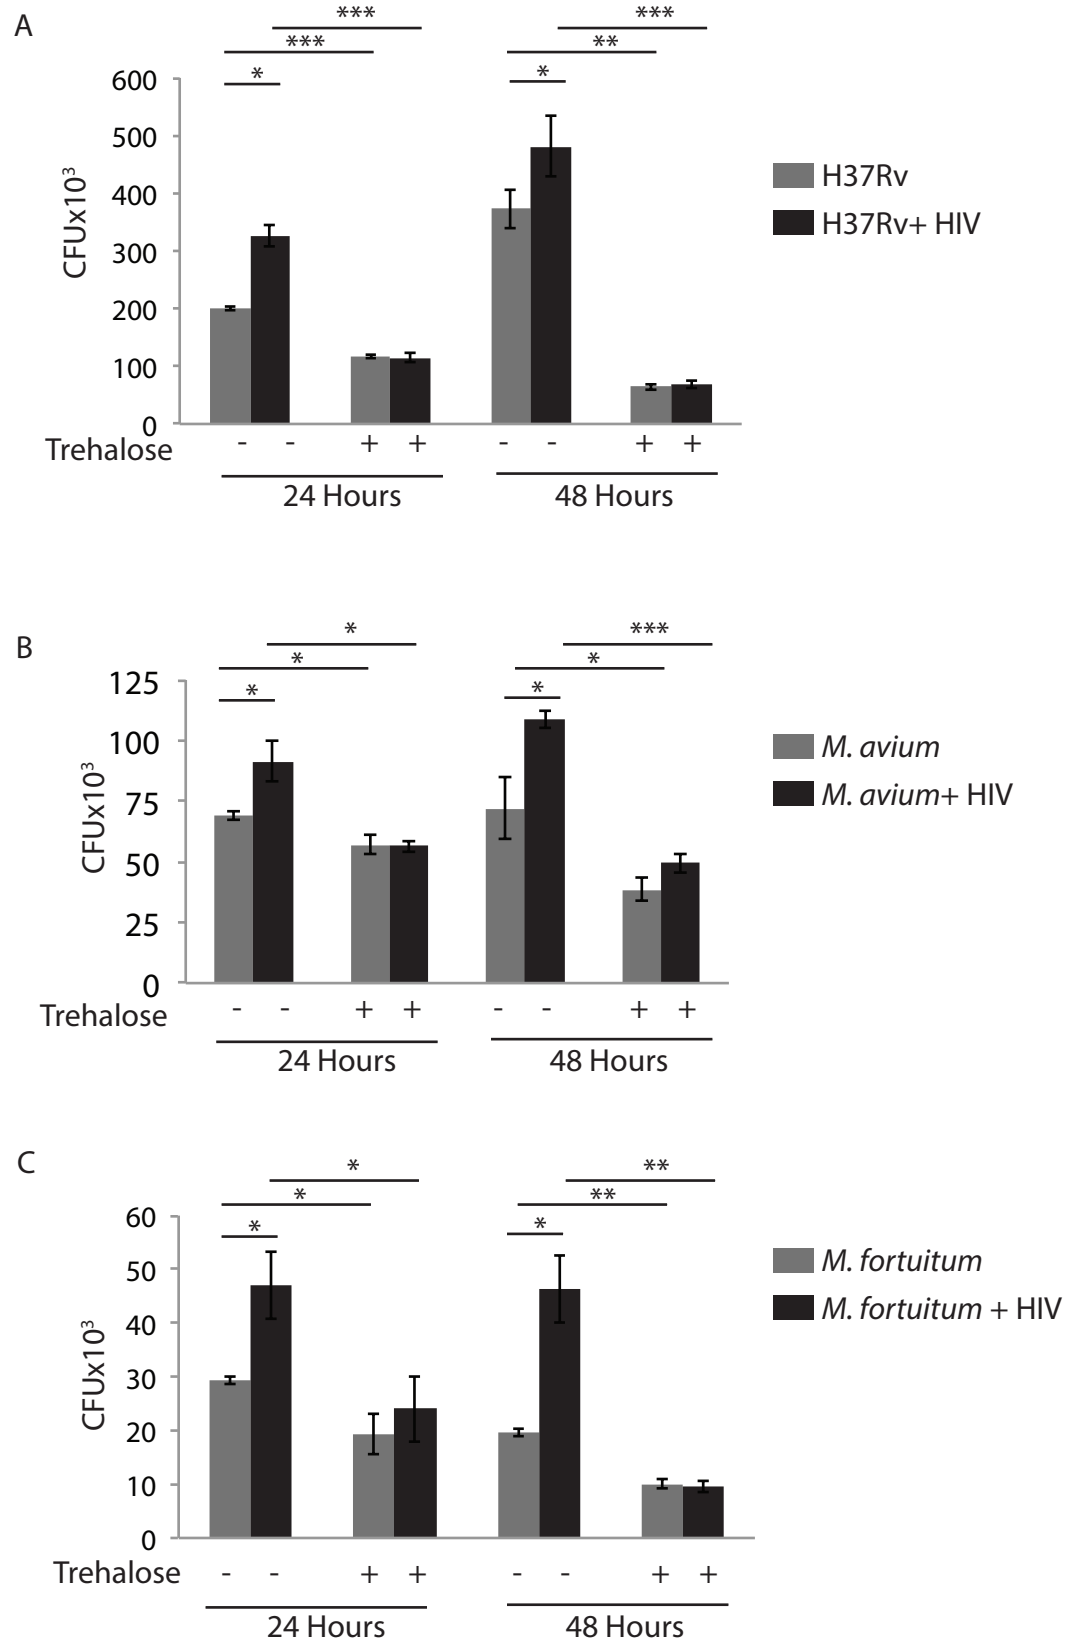 A
***
***
***
**
*
*
600
500
400
300
200
100
0
CFUx10³
H37Rv
H37Rv+ HIV
Trehalose - - + + - - + +
24 Hours 48 Hours
B
*
***
*
*
*
*
125
100
75
50
25
0
CFUx10³
M. avium
M. avium+ HIV
Trehalose - - + + - - + +
24 Hours 48 Hours
C
*
**
*
**
*
*
60
50
40
30
20
10
0
CFUx10³
M. fortuitum
M. fortuitum + HIV
Trehalose - - + + - - + +
24 Hours 48 Hours